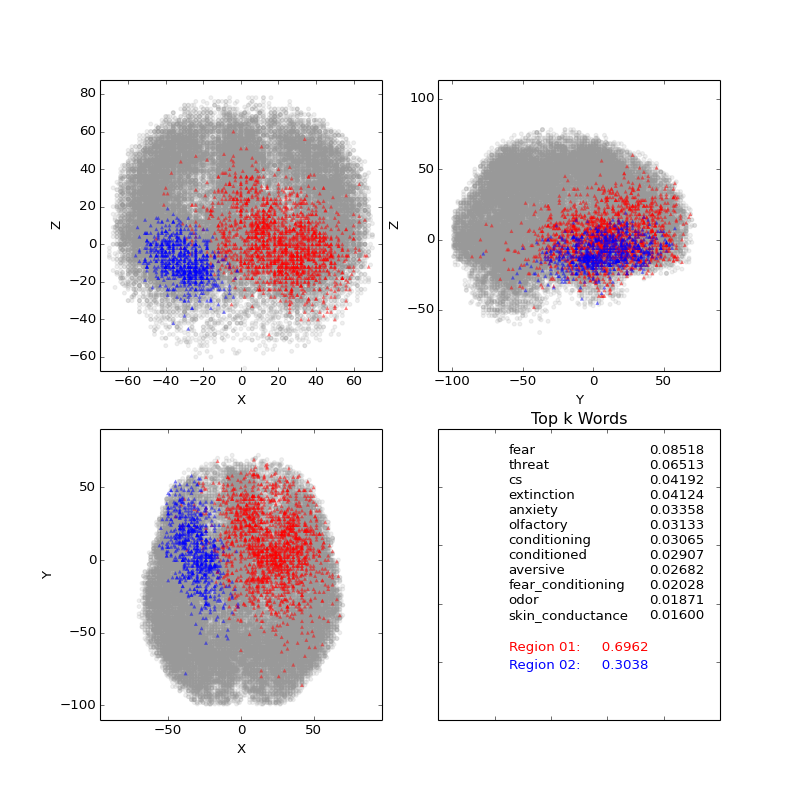 80
60
40
20
0
−20
−40
−60
Z
−60 −40 −20 0 20 40 60
X
100
50
0
−50
Z
−100 −50 0 50
Y
50
0
−50
−100
Y
−50 0 50
X
Top k Words
fear 0.08518
threat 0.06513
cs 0.04192
extinction 0.04124
anxiety 0.03358
olfactory 0.03133
conditioning 0.03065
conditioned 0.02907
aversive 0.02682
fear_conditioning 0.02028
odor 0.01871
skin_conductance 0.01600
Region 01: 0.6962
Region 02: 0.3038